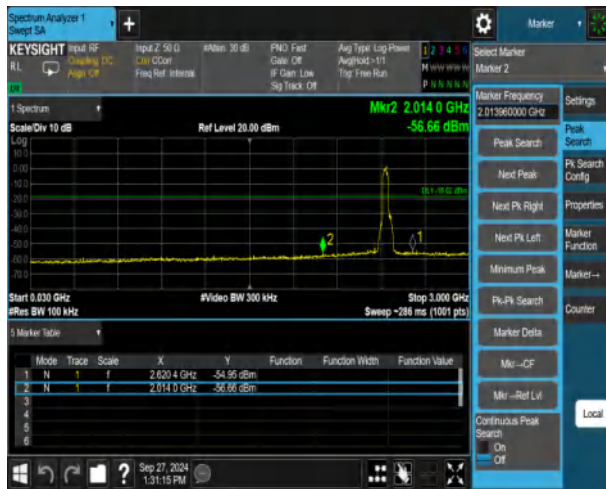 Spectrum Analyzer 1
Swept SA
Marker
KEYSIGHT
RL
Input RF
Coupling DC
Align Off
Input Z 50 Ω
Corr CCorr
Freq Ref: Internal
#Atten: 30 dB
PNO: Fast
Gate: Off
IF Gain: Low
Sig Track: Off
Avg Type: Log-Power
Avg|Hold:>1/1
Trig: Free Run
1 2 3 4 5 6
M W W W W W
P N N N N N
Select Marker
Marker 2
1 Spectrum
Scale/Div 10 dB
Ref Level 20.00 dBm
Mkr2 2.014 0 GHz
-56.66 dBm
Log
10.0
0.00
-10.0
-20.0
-30.0
-40.0
-50.0
-60.0
-70.0
2
1
Start 0.030 GHz
#Res BW 100 kHz
#Video BW 300 kHz
Stop 3.000 GHz
Sweep ~286 ms (1001 pts)
5 Marker Table
Mode Trace Scale X Y Function Function Width Function Value
1 N 1 f 2.620 4 GHz -54.95 dBm
2 N 1 f 2.014 0 GHz -56.66 dBm
3
4
5
6
Sep 27, 2024
1:31:15 PM
Marker Frequency
2.013960000 GHz
Peak Search
Next Peak
Next Pk Right
Next Pk Left
Minimum Peak
Pk-Pk Search
Marker Delta
Mkr→CF
Mkr→Ref Lvl
Continuous Peak
Search
On
Off
Settings
Peak
Search
Pk Search
Config
Properties
Marker
Function
Marker→
Counter
Local